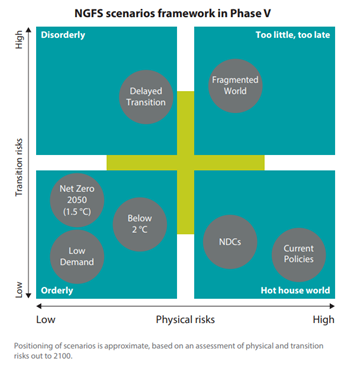 NGFS scenarios framework in Phase V
High
Disorderly
Too little, too late
Delayed
Transition
Fragmented
World
Transition risks
Net Zero
2050
(1.5 °C)
Below
2 °C
Low
Demand
NDCs
Current
Policies
Low
Orderly
Hot house world
Low
Physical risks
High
Positioning of scenarios is approximate, based on an assessment of physical and transition
risks out to 2100.